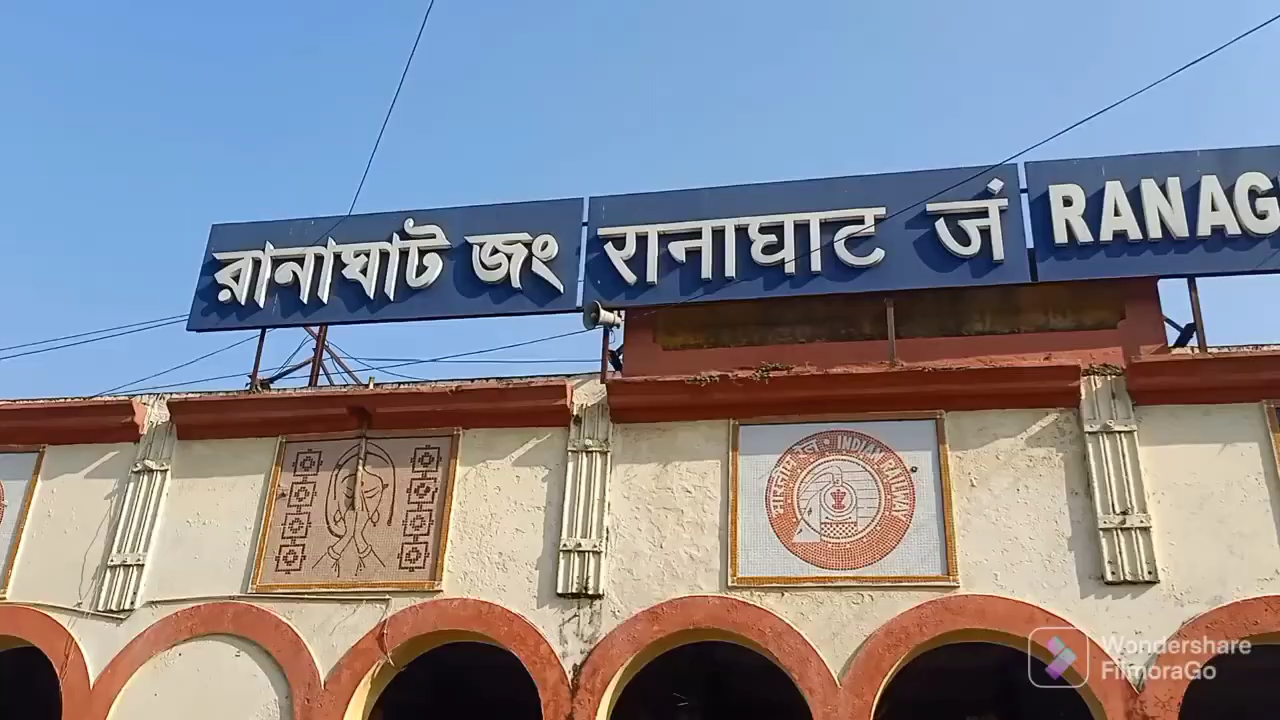 রানাঘাট জং
रानाघाट जं
RANAG
INDIAN RAILWAY
Wondershare
FilmoraGo